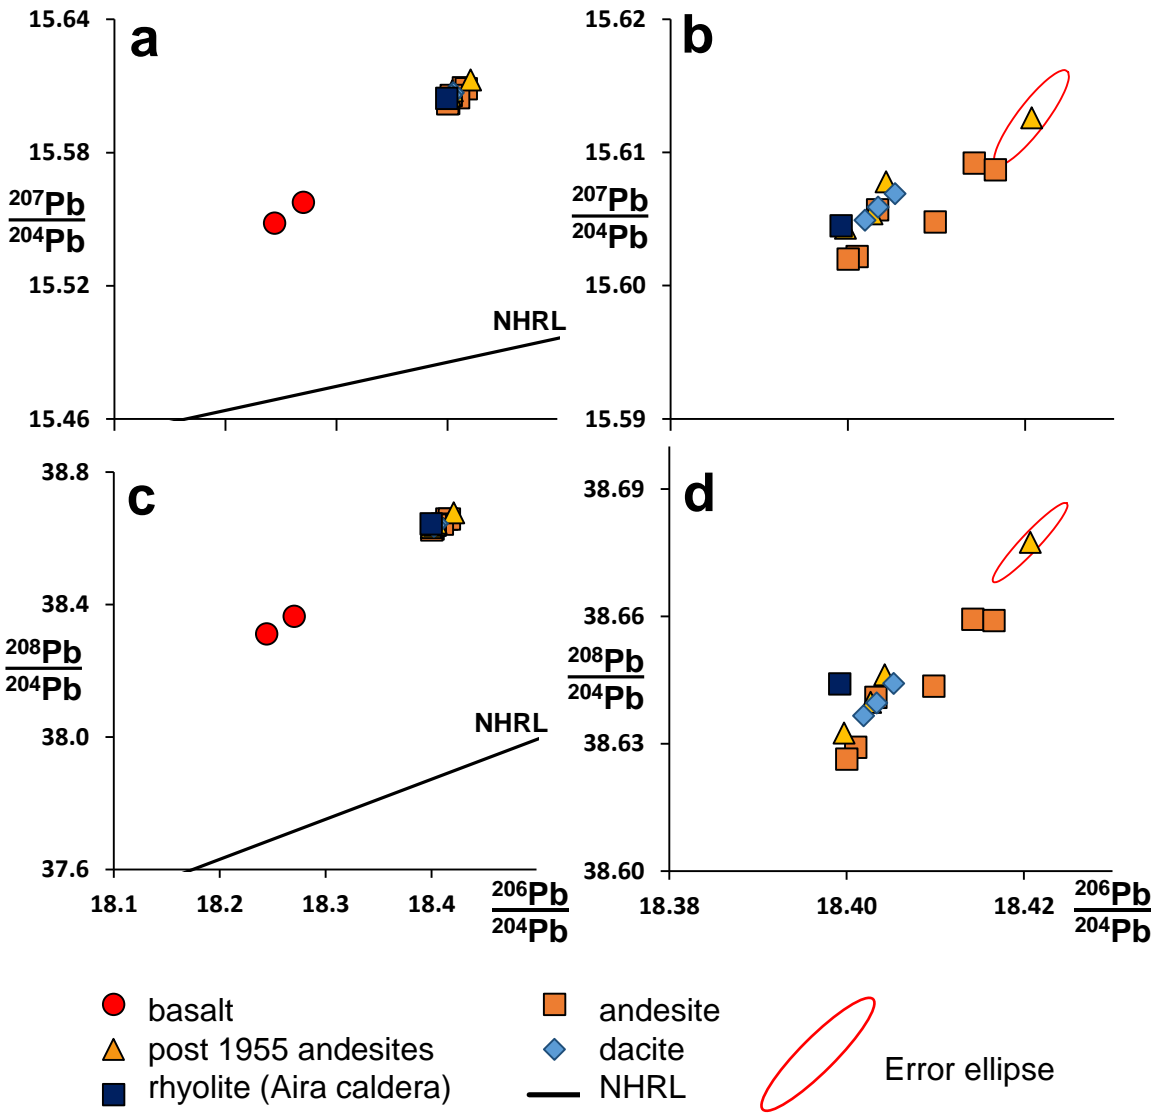 a
15.64
15.58
207Pb
204Pb
15.52
NHRL
15.46
b
15.62
15.61
207Pb
204Pb
15.60
15.59
c
38.8
38.4
208Pb
204Pb
38.0
NHRL
37.6
18.1 18.2 18.3 18.4
206Pb
204Pb
d
38.69
38.66
208Pb
204Pb
38.63
38.60
18.38 18.40 18.42
206Pb
204Pb
basalt
post 1955 andesites
rhyolite (Aira caldera)
andesite
dacite
NHRL
Error ellipse